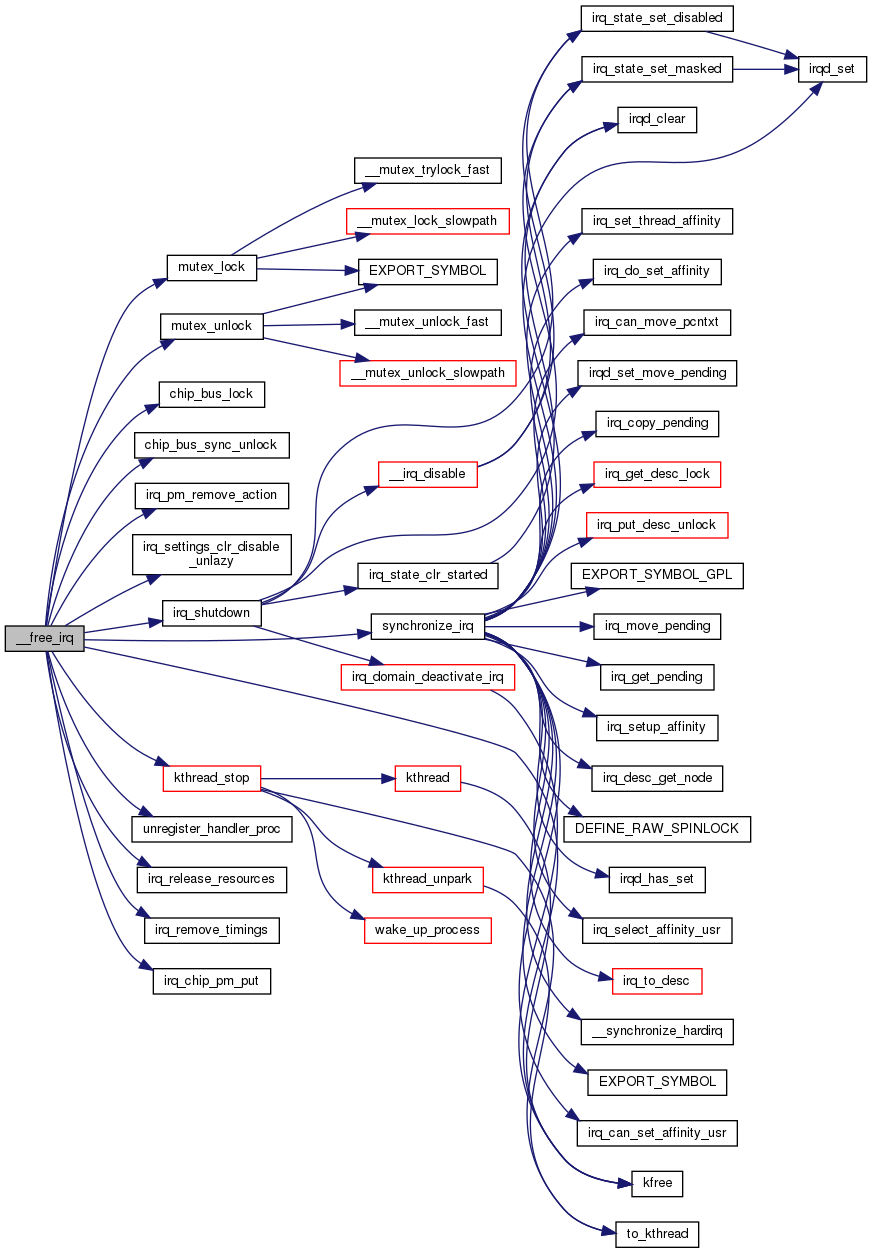 irq_state_set_disabled
irq_state_set_masked
irqd_set
irqd_clear
__mutex_trylock_fast
__mutex_lock_slowpath
irq_set_thread_affinity
mutex_lock
EXPORT_SYMBOL
irq_do_set_affinity
mutex_unlock
__mutex_unlock_fast
irq_can_move_pcntxt
__mutex_unlock_slowpath
irqd_set_move_pending
chip_bus_lock
irq_copy_pending
chip_bus_sync_unlock
__irq_disable
irq_get_desc_lock
irq_pm_remove_action
irq_put_desc_unlock
irq_settings_clr_disable
_unlazy
irq_state_clr_started
EXPORT_SYMBOL_GPL
irq_shutdown
synchronize_irq
irq_move_pending
__free_irq
irq_domain_deactivate_irq
irq_get_pending
irq_setup_affinity
kthread_stop
kthread
irq_desc_get_node
unregister_handler_proc
DEFINE_RAW_SPINLOCK
irq_release_resources
kthread_unpark
irqd_has_set
irq_remove_timings
wake_up_process
irq_select_affinity_usr
irq_chip_pm_put
irq_to_desc
__synchronize_hardirq
EXPORT_SYMBOL
irq_can_set_affinity_usr
kfree
to_kthread